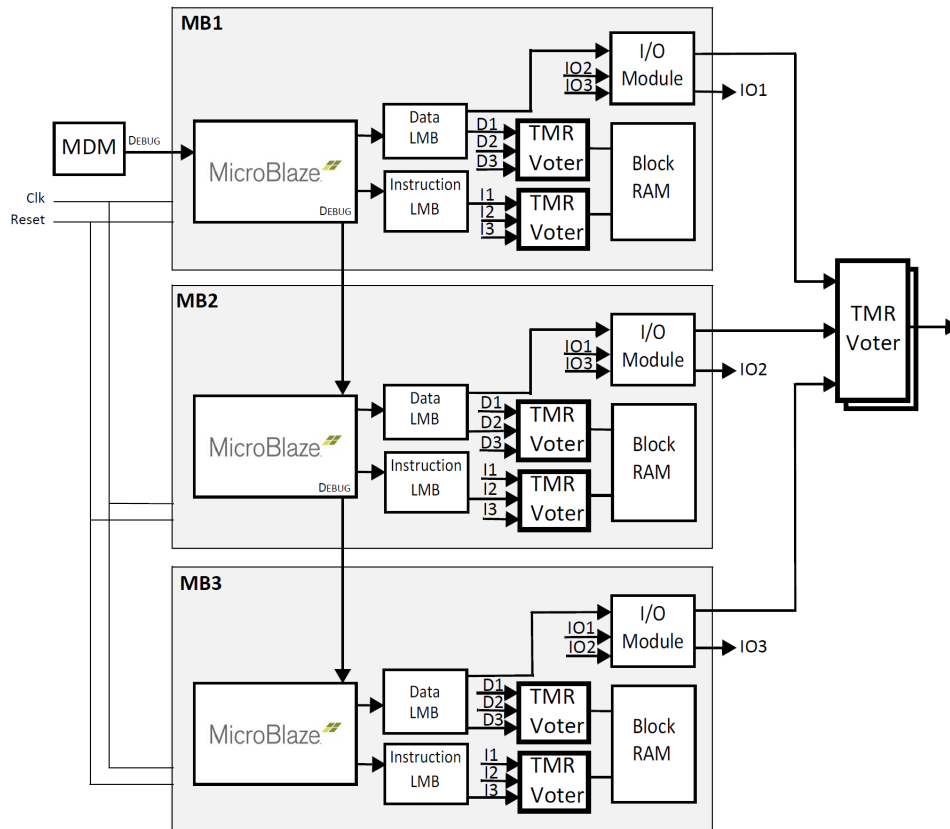 MB1
I/O
Module
IO2
IO3
IO1
Data
LMB
D1
D2
D3
TMR
Voter
Block
RAM
MDM
DEBUG
MicroBlaze
DEBUG
Instruction
LMB
I1
I2
I3
TMR
Voter
Clk
Reset
MB2
I/O
Module
IO1
IO3
IO2
TMR
Voter
Data
LMB
D1
D2
D3
TMR
Voter
Block
RAM
MicroBlaze
DEBUG
Instruction
LMB
I1
I2
I3
TMR
Voter
MB3
I/O
Module
IO1
IO2
IO3
Data
LMB
D1
D2
D3
TMR
Voter
Block
RAM
MicroBlaze
Instruction
LMB
I1
I2
I3
TMR
Voter